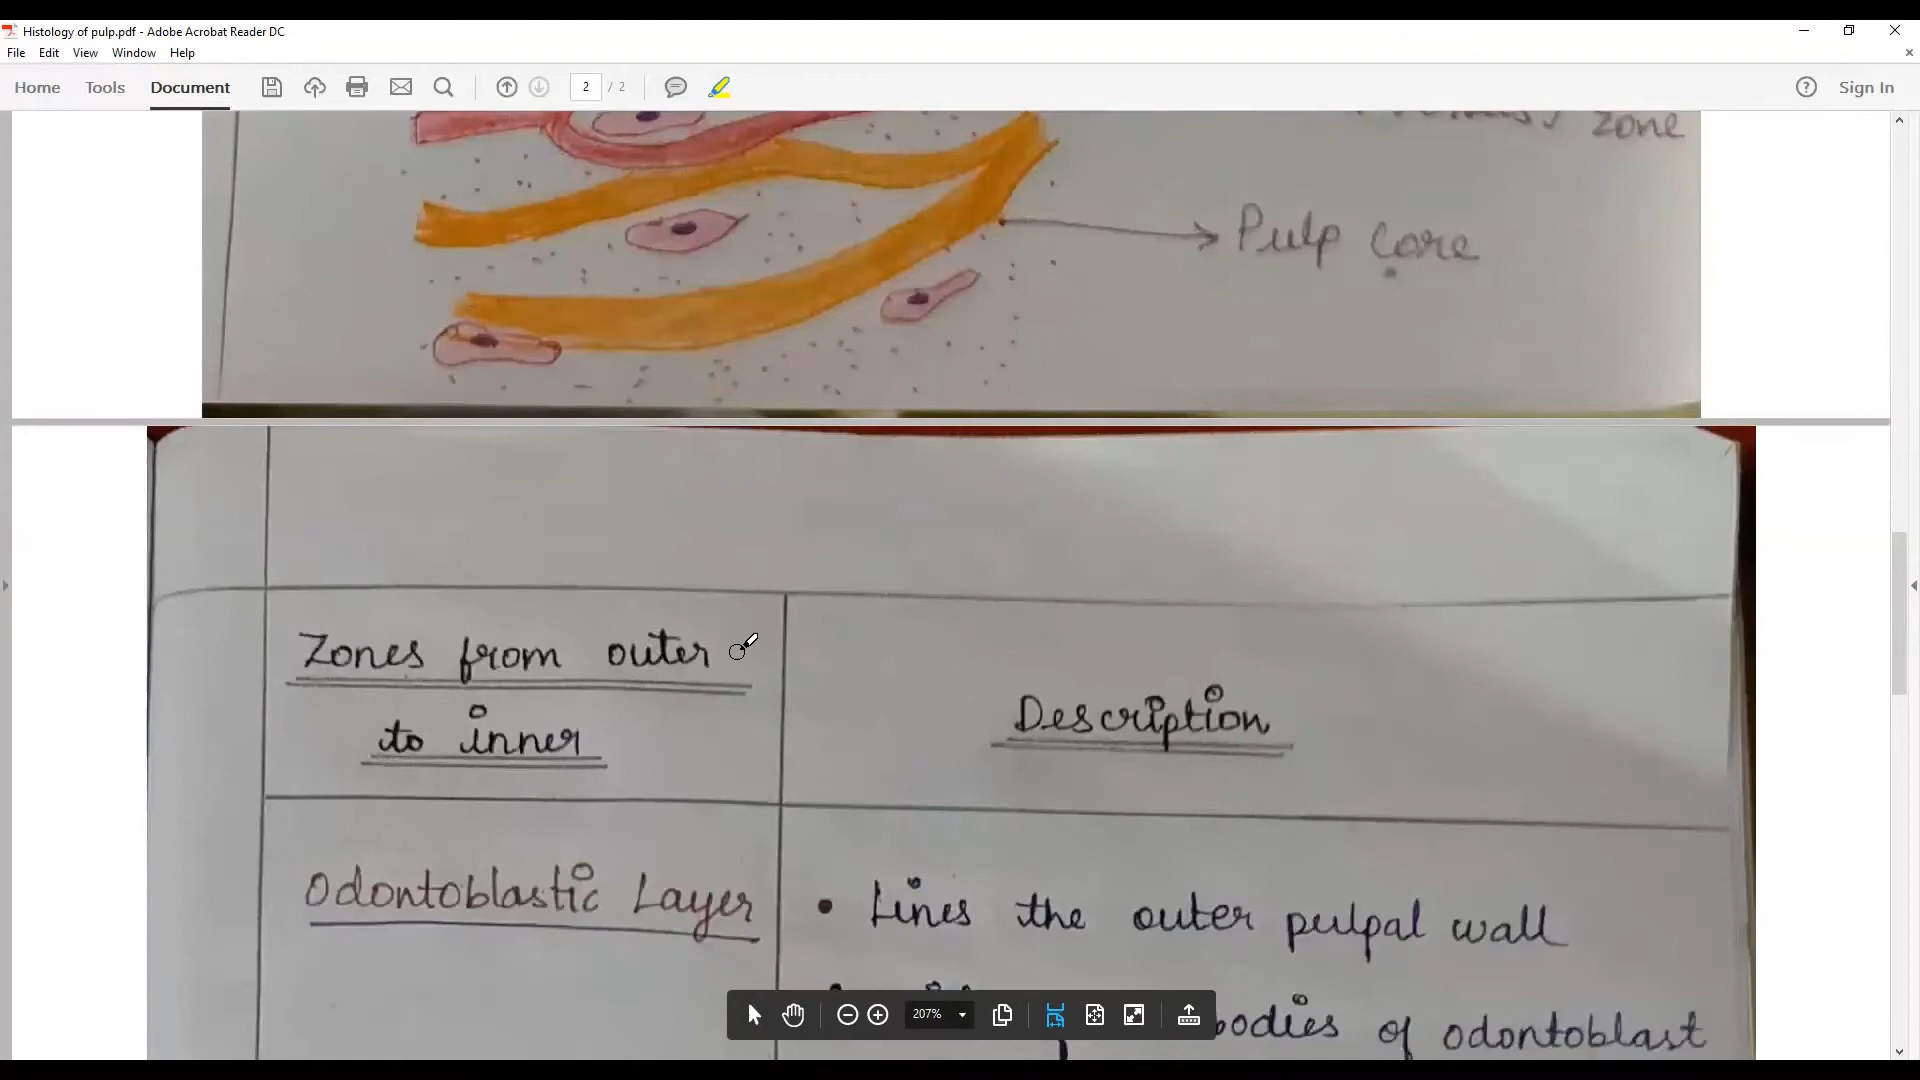 Histology of pulp.pdf - Adobe Acrobat Reader DC
File Edit View Window Help
Home Tools Document 2 / 2 Sign In
Zone
Pulp core
Zones from outer
to inner
Description
Odontoblastic Layer
• Lines the outer pulpal wall
207%
bodies of odontoblast